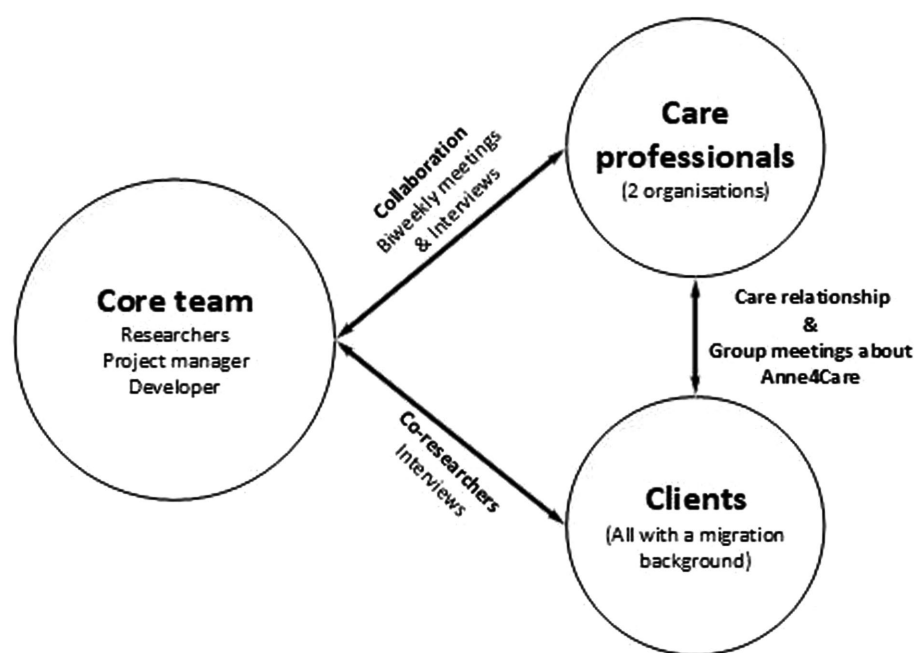 Core team
Researchers
Project manager
Developer
Collaboration
Biweekly meetings
& Interviews
Care
professionals
(2 organisations)
Care relationship
&
Group meetings about
Anne4Care
Co-researchers
Interviews
Clients
(All with a migration
background)